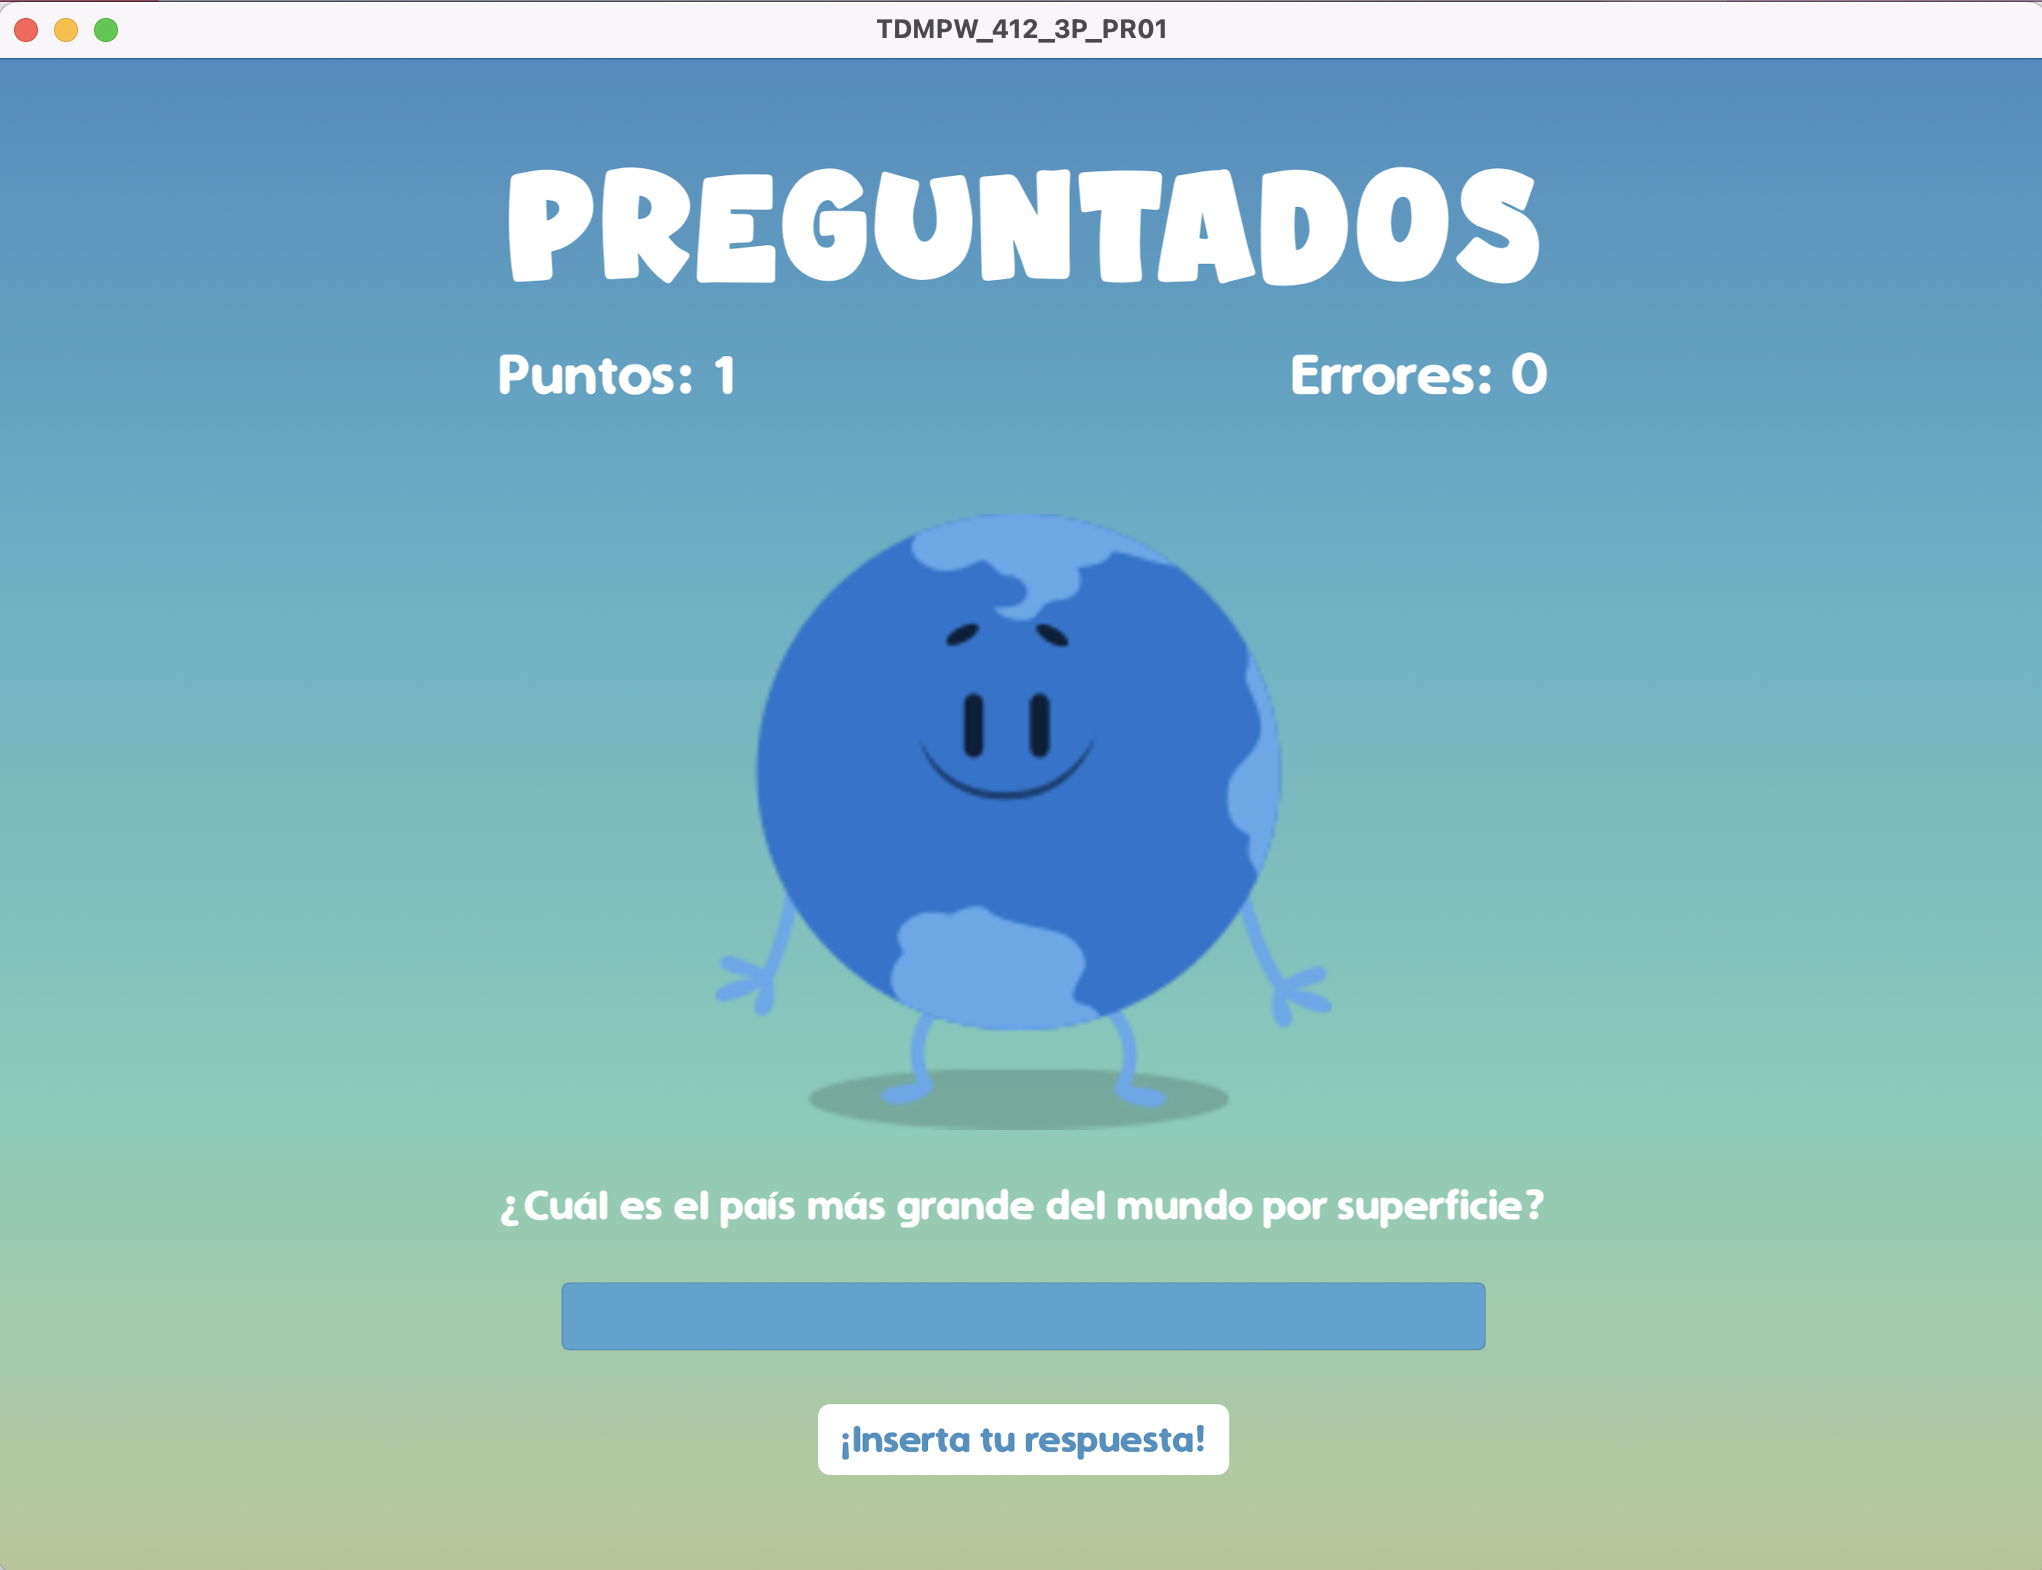 TDMPW_412_3P_PR01
PREGUNTADOS
Puntos: 1 Errores: 0
¿Cuál es el país más grande del mundo por superficie?
¡Inserta tu respuesta!